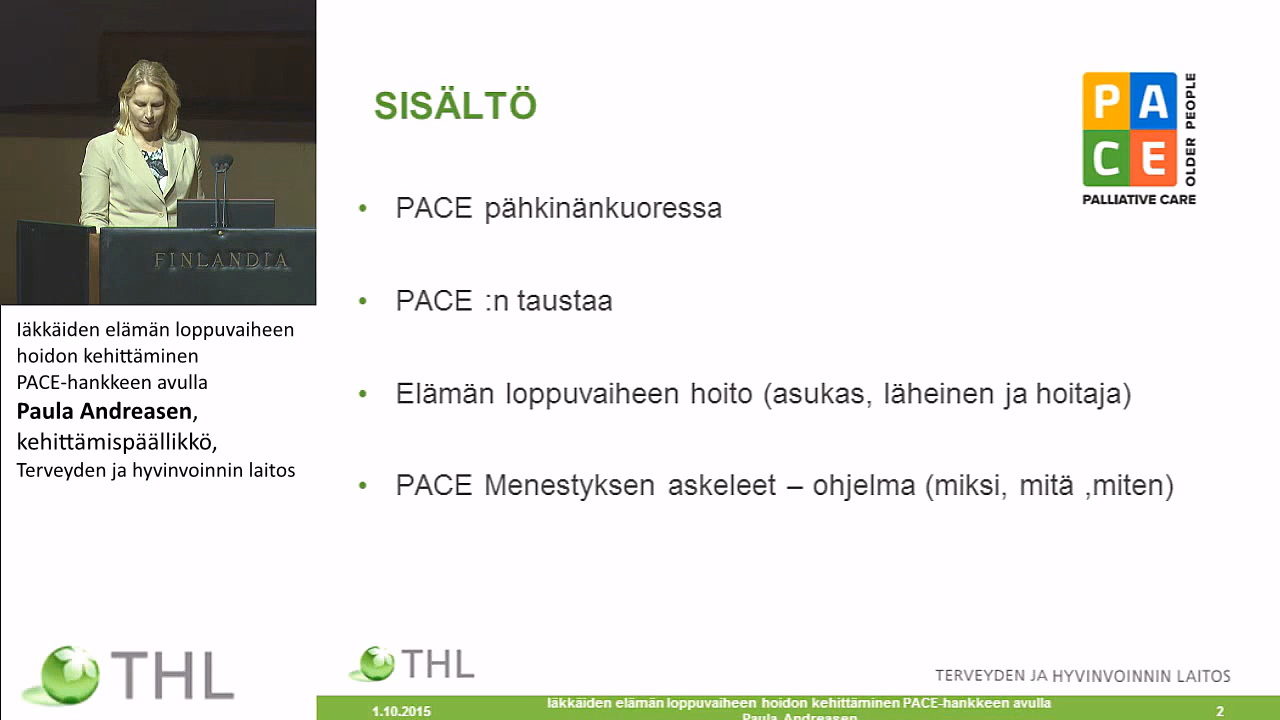 FINLANDIA
Iäkkäiden elämän loppuvaiheen
hoidon kehittäminen
PACE-hankkeen avulla
Paula Andreasen,
kehittämispäällikkö,
Terveyden ja hyvinvoinnin laitos
THL
SISÄLTÖ
PACE
OLDER PEOPLE
PALLIATIVE CARE
• PACE pähkinänkuoressa
• PACE :n taustaa
• Elämän loppuvaiheen hoito (asukas, läheinen ja hoitaja)
• PACE Menestyksen askeleet – ohjelma (miksi, mitä ,miten)
THL
TERVEYDEN JA HYVINVOINNIN LAITOS
1.10.2015
Iäkkäiden elämän loppuvaiheen hoidon kehittäminen PACE-hankkeen avulla
Paula Andreasen
2